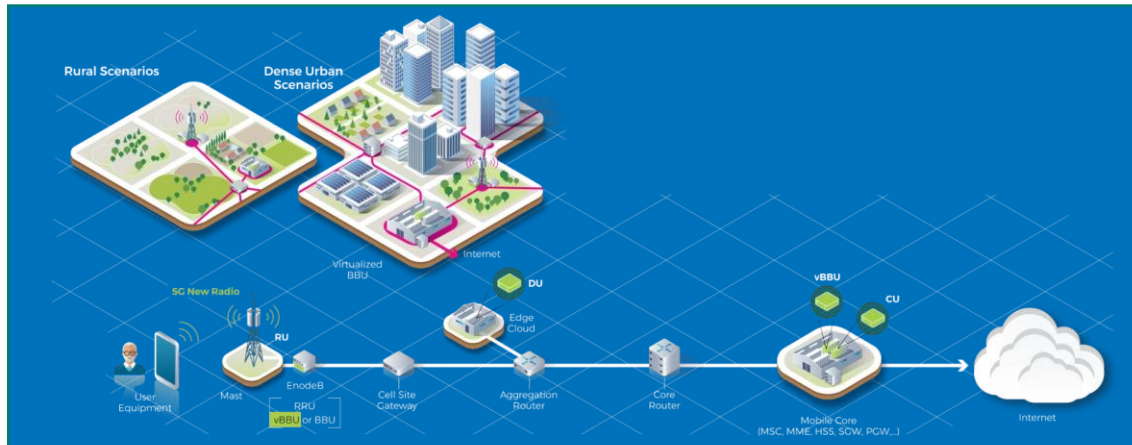 Rural Scenarios
Dense Urban
Scenarios
Internet
Virtualized
BBU
5G New Radio
RU
DU
Edge
Cloud
vBBU
CU
User
Equipment
Mast
EnodeB
RRU
vBBU or BBU
Cell Site
Gateway
Aggregation
Router
Core
Router
Mobile Core
(MSC, MME, HSS, SGW, PGW,...)
Internet